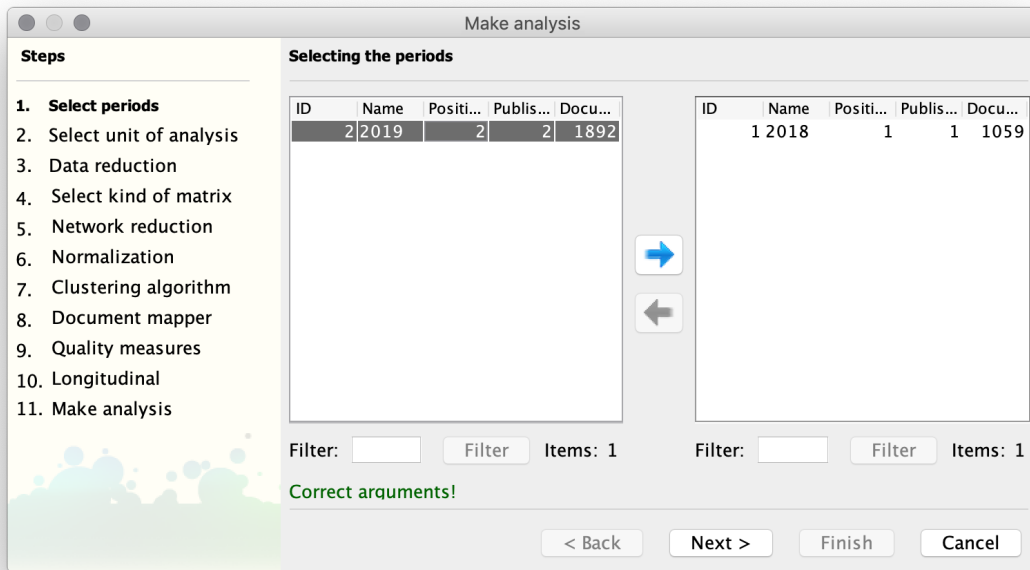 Make analysis
Steps
1. Select periods
2. Select unit of analysis
3. Data reduction
4. Select kind of matrix
5. Network reduction
6. Normalization
7. Clustering algorithm
8. Document mapper
9. Quality measures
10. Longitudinal
11. Make analysis
Selecting the periods
ID Name Positi... Publis... Docu...
2 2019 2 2 1892
Filter: Filter Items: 1
ID Name Positi... Publis... Docu...
1 2018 1 1 1059
Filter: Filter Items: 1
Correct arguments!
< Back Next > Finish Cancel